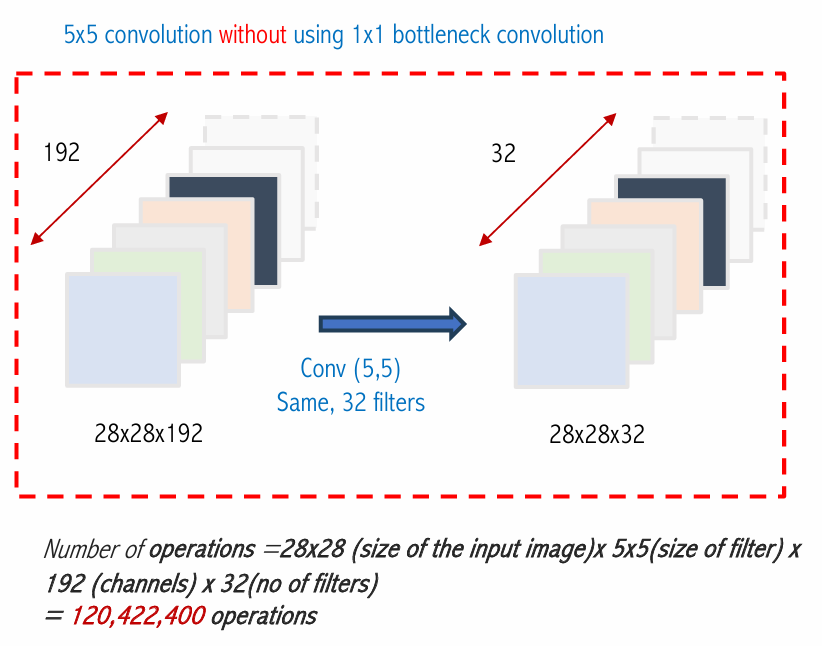 5x5 convolution without using 1x1 bottleneck convolution
192
32
Conv (5,5)
Same, 32 filters
28x28x192
28x28x32
Number of operations =28x28 (size of the input image)x 5x5(size of filter) x
192 (channels) x 32(no of filters)
= 120,422,400 operations